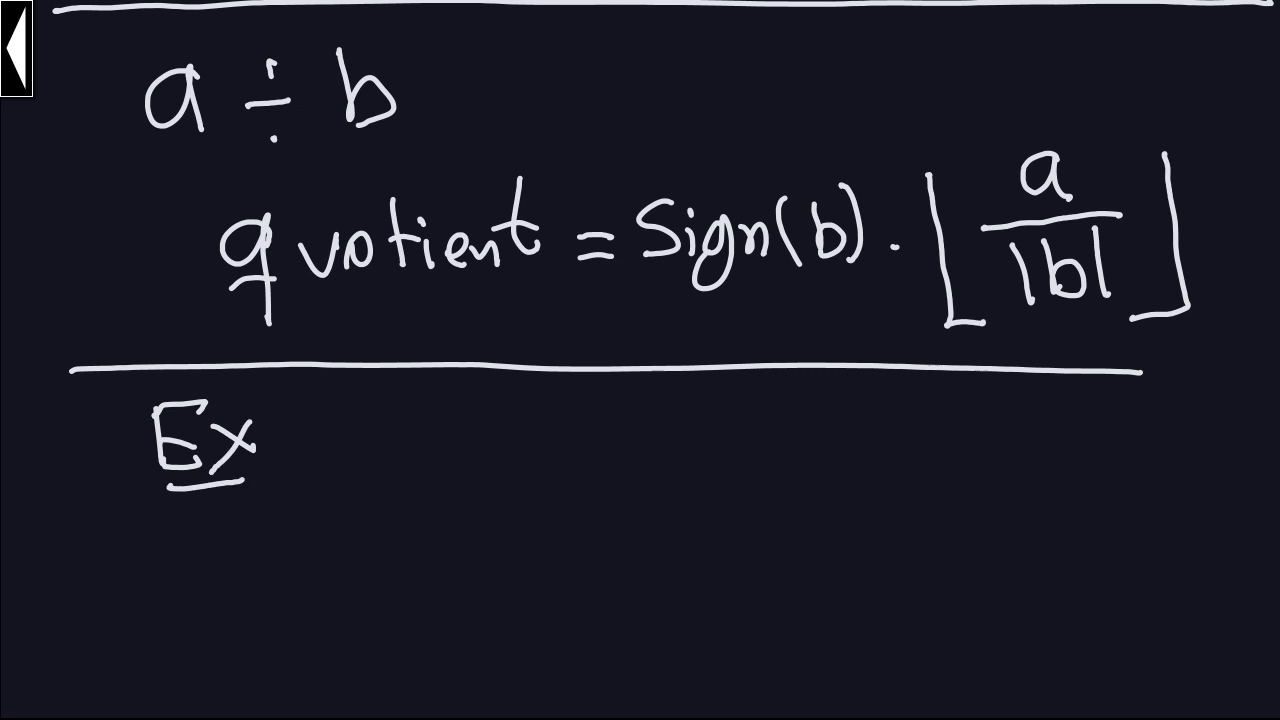 a ÷ b
quotient = Sign(b) · ⌊a/|b|⌋
Ex